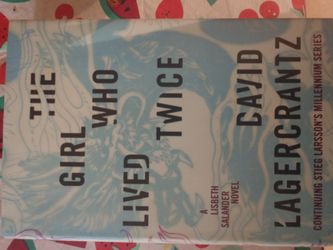 THE
GIRL
WHO
LIVED
TWICE
A
LISBETH
SALANDER
NOVEL
DAVID
LAGERCRANTZ
CONTINUING STIEG LARSSON'S MILLENNIUM SERIES